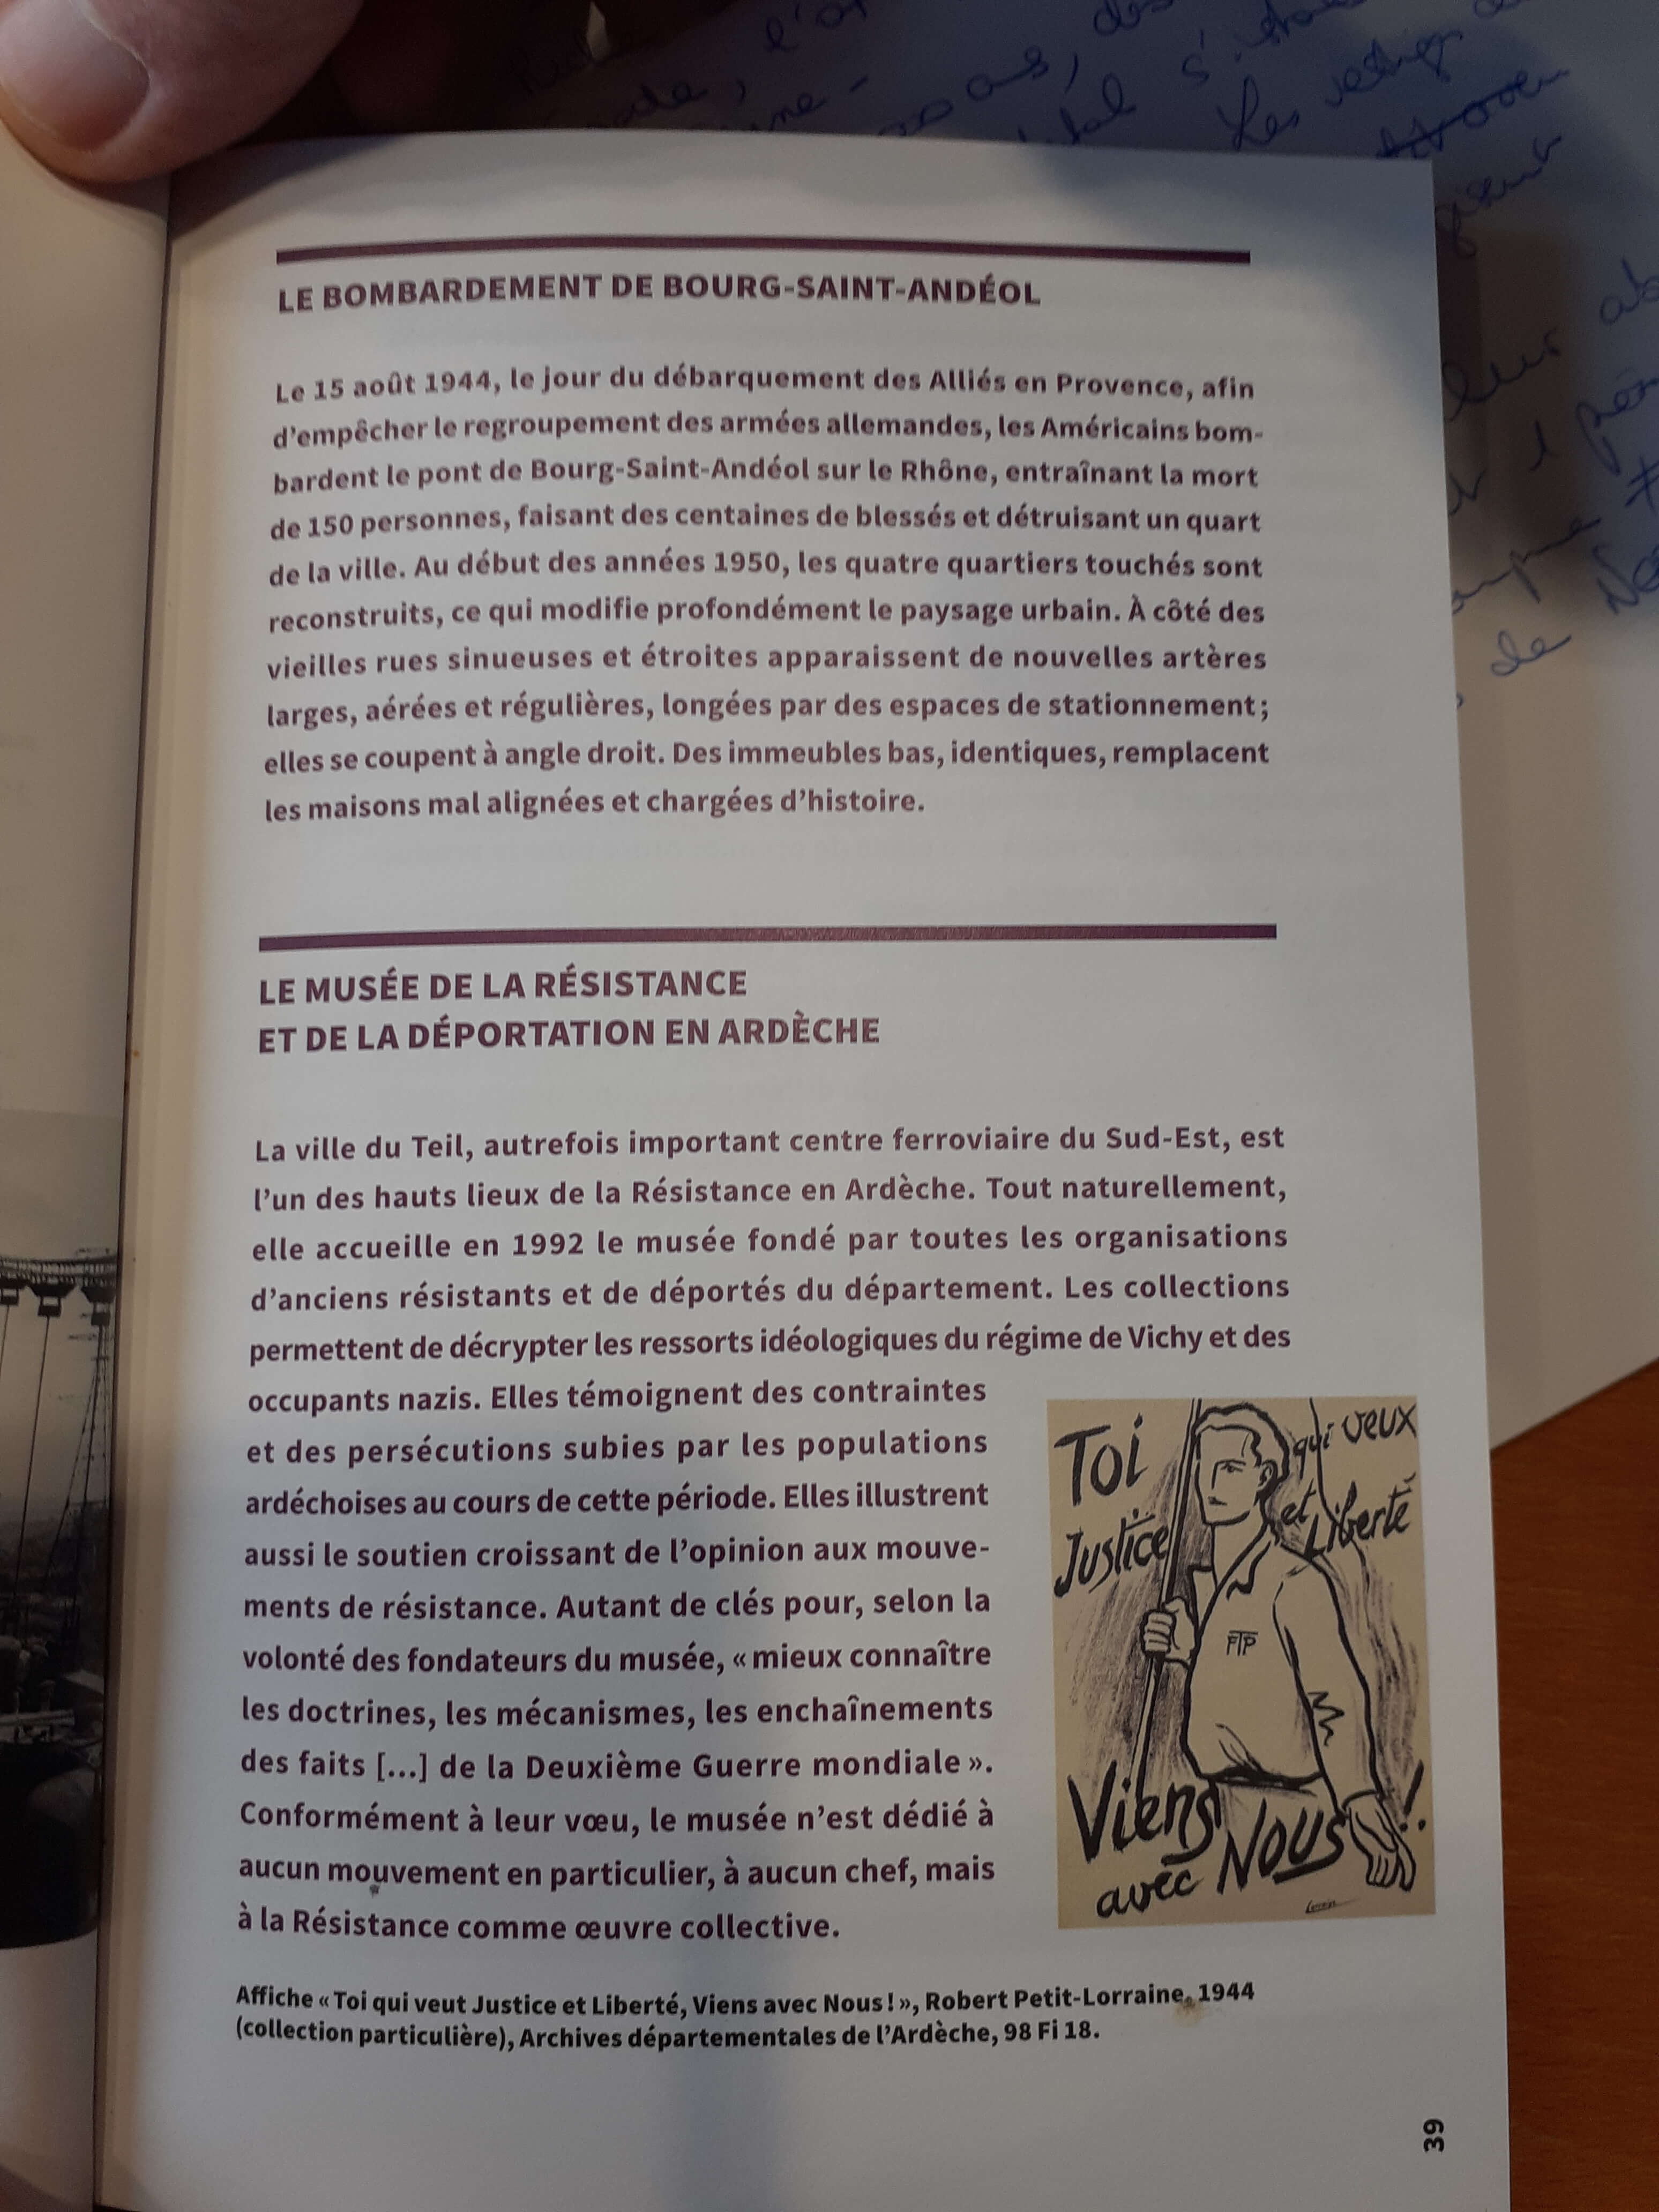 LE BOMBARDEMENT DE BOURG-SAINT-ANDÉOL
Le 15 août 1944, le jour du débarquement des Alliés en Provence, afin
d'empêcher le regroupement des armées allemandes, les Américains bom-
bardent le pont de Bourg-Saint-Andéol sur le Rhône, entraînant la mort
de 150 personnes, faisant des centaines de blessés et détruisant un quart
de la ville. Au début des années 1950, les quatre quartiers touchés sont
reconstruits, ce qui modifie profondément le paysage urbain. À côté des
vieilles rues sinueuses et étroites apparaissent de nouvelles artères
larges, aérées et régulières, longées par des espaces de stationnement ;
elles se coupent à angle droit. Des immeubles bas, identiques, remplacent
les maisons mal alignées et chargées d'histoire.
LE MUSÉE DE LA RÉSISTANCE
ET DE LA DÉPORTATION EN ARDÈCHE
La ville du Teil, autrefois important centre ferroviaire du Sud-Est, est
l'un des hauts lieux de la Résistance en Ardèche. Tout naturellement,
elle accueille en 1992 le musée fondé par toutes les organisations
d'anciens résistants et de déportés du département. Les collections
permettent de décrypter les ressorts idéologiques du régime de Vichy et des
occupants nazis. Elles témoignent des contraintes
et des persécutions subies par les populations
ardéchoises au cours de cette période. Elles illustrent
aussi le soutien croissant de l'opinion aux mouve-
ments de résistance. Autant de clés pour, selon la
volonté des fondateurs du musée, « mieux connaître
les doctrines, les mécanismes, les enchaînements
des faits [...] de la Deuxième Guerre mondiale ».
Conformément à leur vœu, le musée n'est dédié à
aucun mouvement en particulier, à aucun chef, mais
à la Résistance comme œuvre collective.
Toi qui veux
Justice et Liberté
FTP
Viens
avec Nous !
Affiche « Toi qui veut Justice et Liberté, Viens avec Nous ! », Robert Petit-Lorraine, 1944
(collection particulière), Archives départementales de l'Ardèche, 98 Fi 18.
39
Les
de